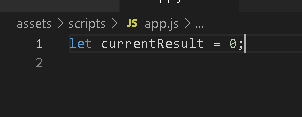 assets > scripts > JS app.js > ...
1 let currentResult = 0;
2